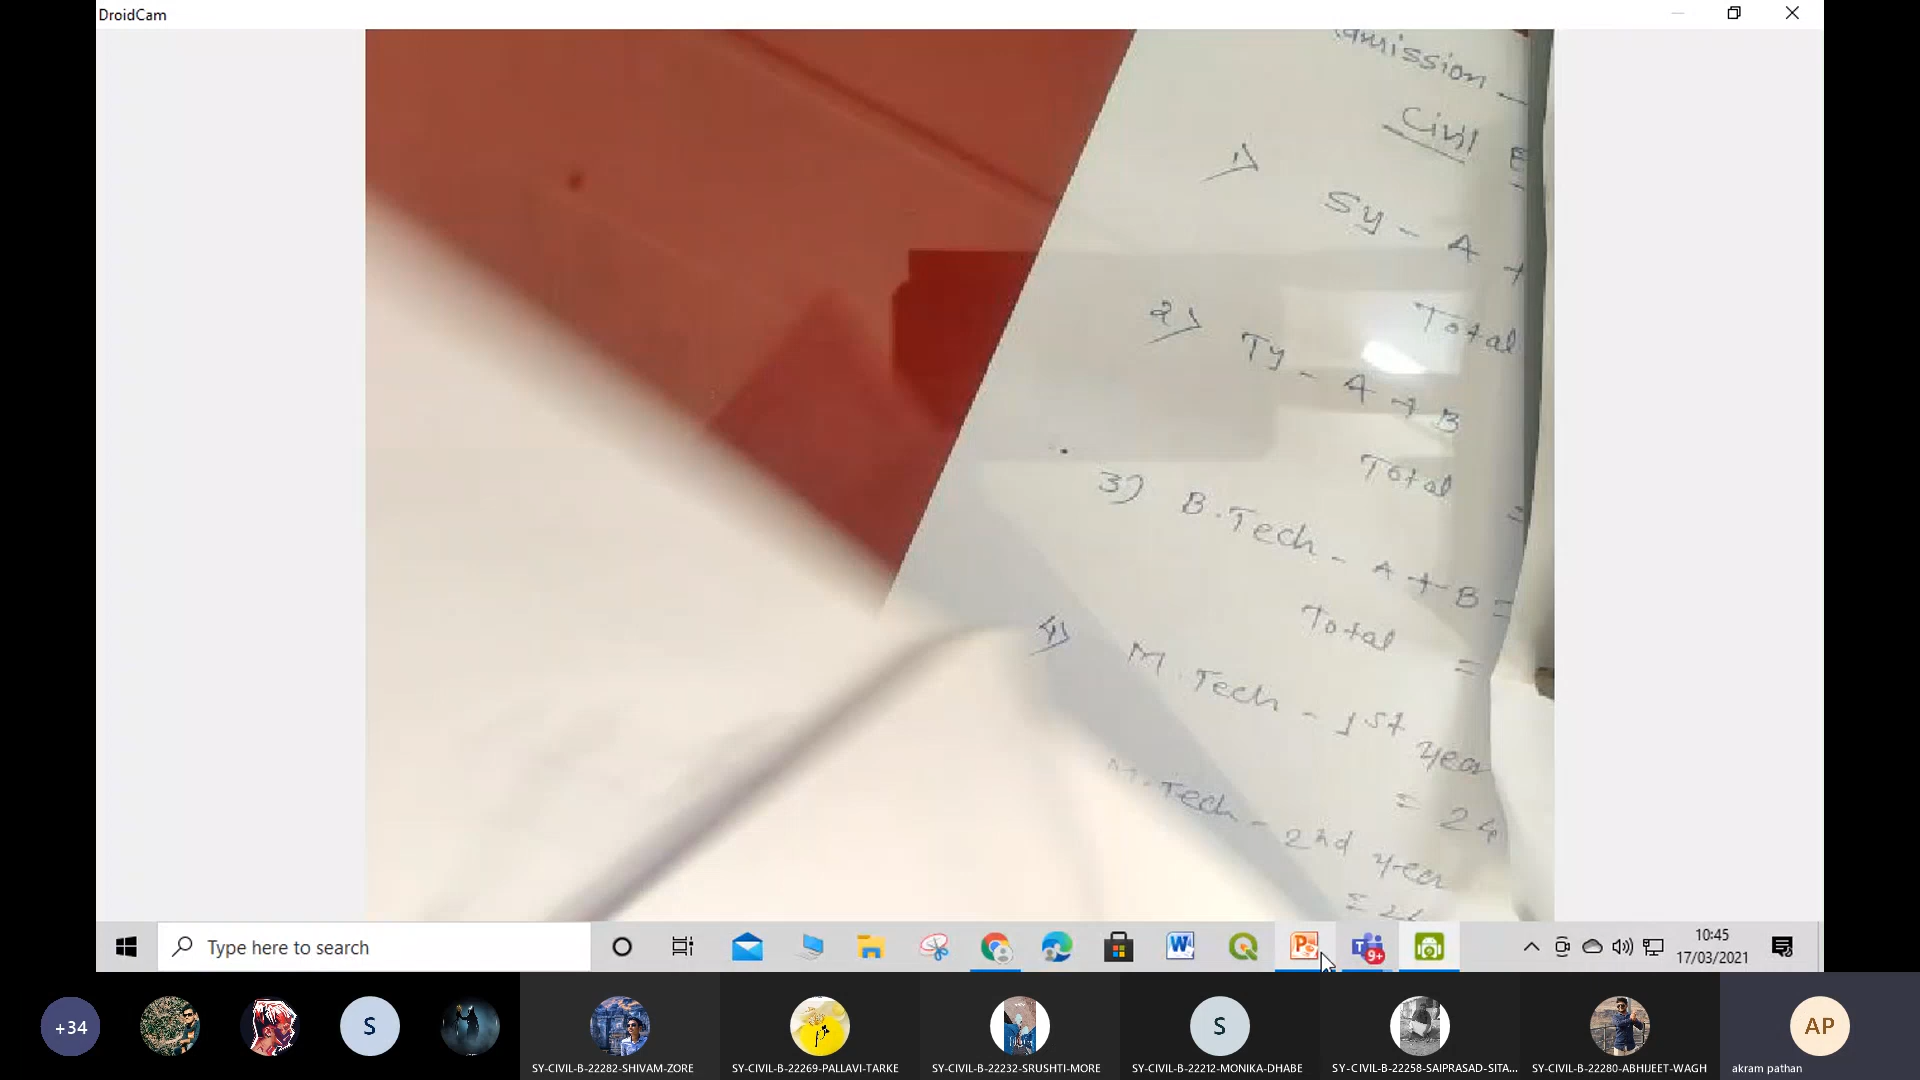 DroidCam
Admission -
Civil E
1)
Sy - A +
Total
2) Ty - A + B
Total =
3) B.Tech - A + B =
Total =
4) M.Tech - 1st year
= 24
M.Tech - 2nd year
=
Type here to search
9+
10:45
17/03/2021
+34
S
S
AP
SY-CIVIL-B-22282-SHIVAM-ZORE
SY-CIVIL-B-22269-PALLAVI-TARKE
SY-CIVIL-B-22232-SRUSHTI-MORE
SY-CIVIL-B-22212-MONIKA-DHABE
SY-CIVIL-B-22258-SAIPRASAD-SITA...
SY-CIVIL-B-22280-ABHIJEET-WAGH
akram pathan